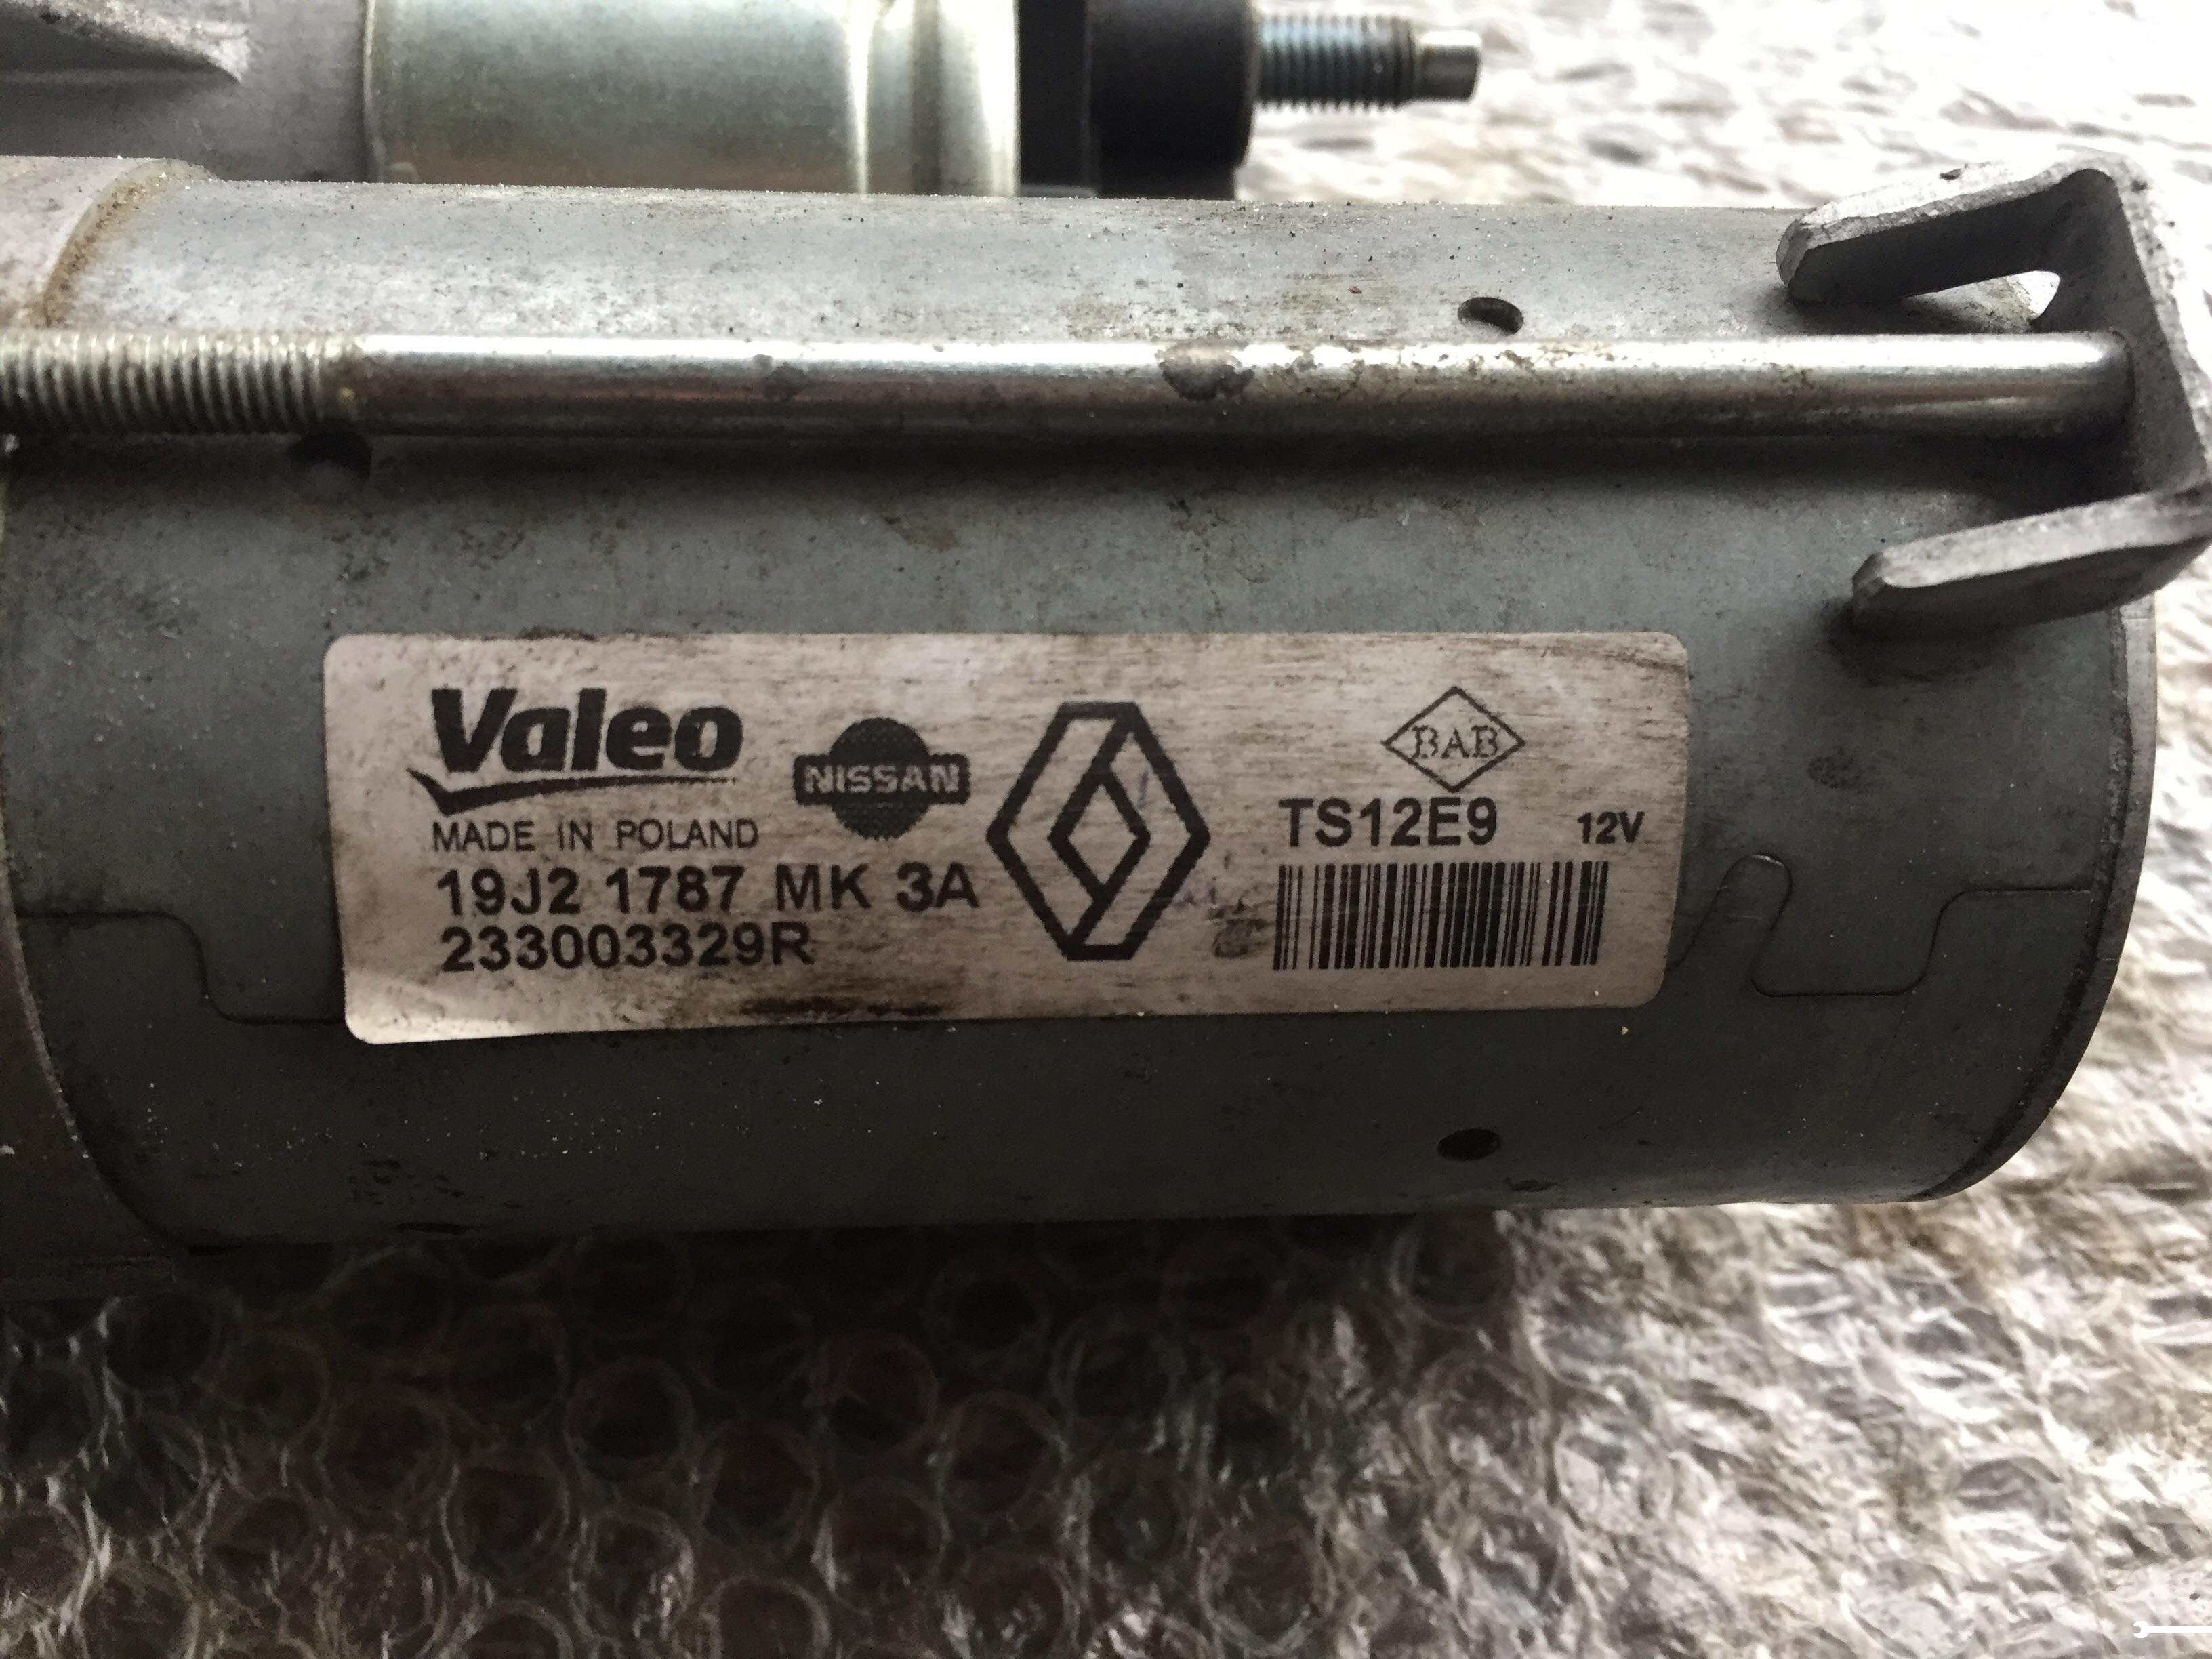 Valeo
NISSAN
MADE IN POLAND
19J2 1787 MK 3A
233003329R
BAB
TS12E9 12V